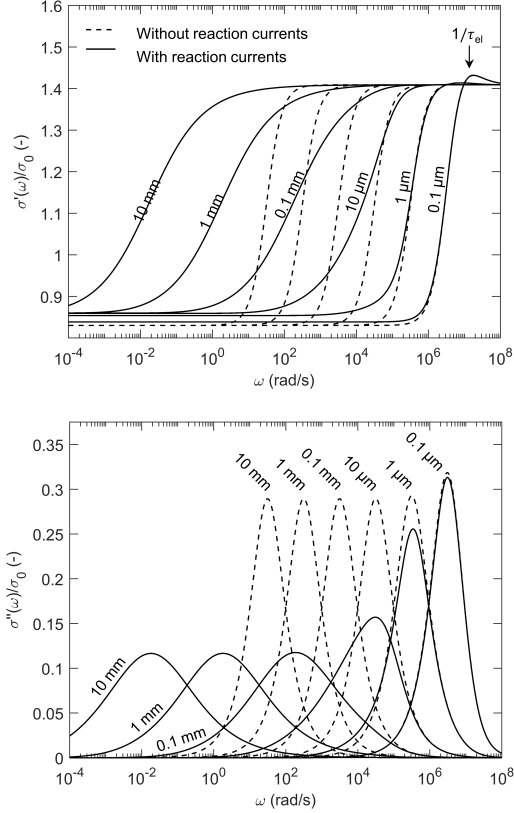 1.6
1.5
1.4
1.3
1.2
1.1
1
0.9
σ'(ω)/σ₀ (-)
Without reaction currents
With reaction currents
1/τ_el
10 mm
1 mm
0.1 mm
10 µm
1 µm
0.1 µm
10⁻⁴ 10⁻² 10⁰ 10² 10⁴ 10⁶ 10⁸
ω (rad/s)
0.35
0.3
0.25
0.2
0.15
0.1
0.05
0
σ''(ω)/σ₀ (-)
10 mm
1 mm
0.1 mm
10 µm
1 µm
0.1 µm
10 mm
1 mm
0.1 mm
10⁻⁴ 10⁻² 10⁰ 10² 10⁴ 10⁶ 10⁸
ω (rad/s)